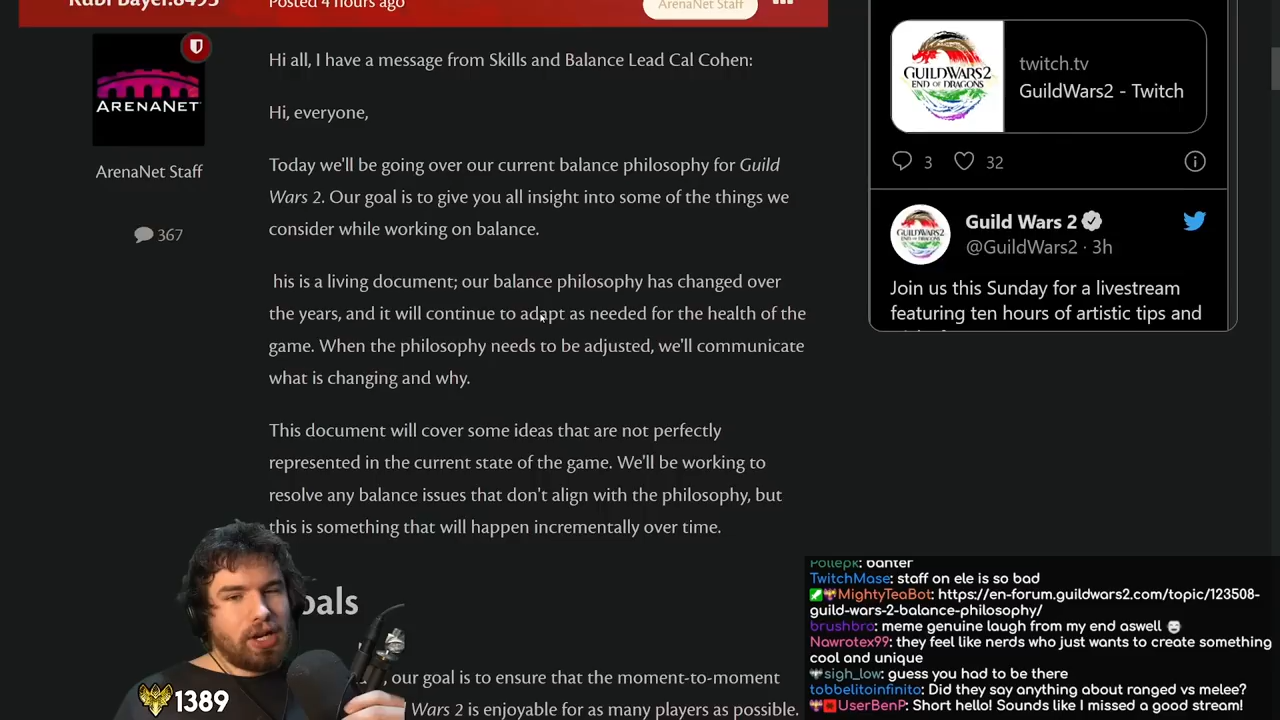 Rubi Bayer.8493
Posted 4 hours ago
ArenaNet Staff
ARENANET
ArenaNet Staff
367
Hi all, I have a message from Skills and Balance Lead Cal Cohen:
Hi, everyone,
Today we'll be going over our current balance philosophy for Guild
Wars 2. Our goal is to give you all insight into some of the things we
consider while working on balance.
his is a living document; our balance philosophy has changed over
the years, and it will continue to adapt as needed for the health of the
game. When the philosophy needs to be adjusted, we'll communicate
what is changing and why.
This document will cover some ideas that are not perfectly
represented in the current state of the game. We'll be working to
resolve any balance issues that don't align with the philosophy, but
this is something that will happen incrementally over time.
oals
, our goal is to ensure that the moment-to-moment
Wars 2 is enjoyable for as many players as possible.
1389
GUILDWARS2
END OF DRAGONS
twitch.tv
GuildWars2 - Twitch
3 32
Guild Wars 2
@GuildWars2 · 3h
Join us this Sunday for a livestream
featuring ten hours of artistic tips and
Pollepk: banter
TwitchMase: staff on ele is so bad
MightyTeaBot: https://en-forum.guildwars2.com/topic/123508-
guild-wars-2-balance-philosophy/
brushbro: meme genuine laugh from my end aswell
Nawrotex99: they feel like nerds who just wants to create something
cool and unique
sigh_low: guess you had to be there
tobbelitoinfinito: Did they say anything about ranged vs melee?
UserBenP: Short hello! Sounds like I missed a good stream!